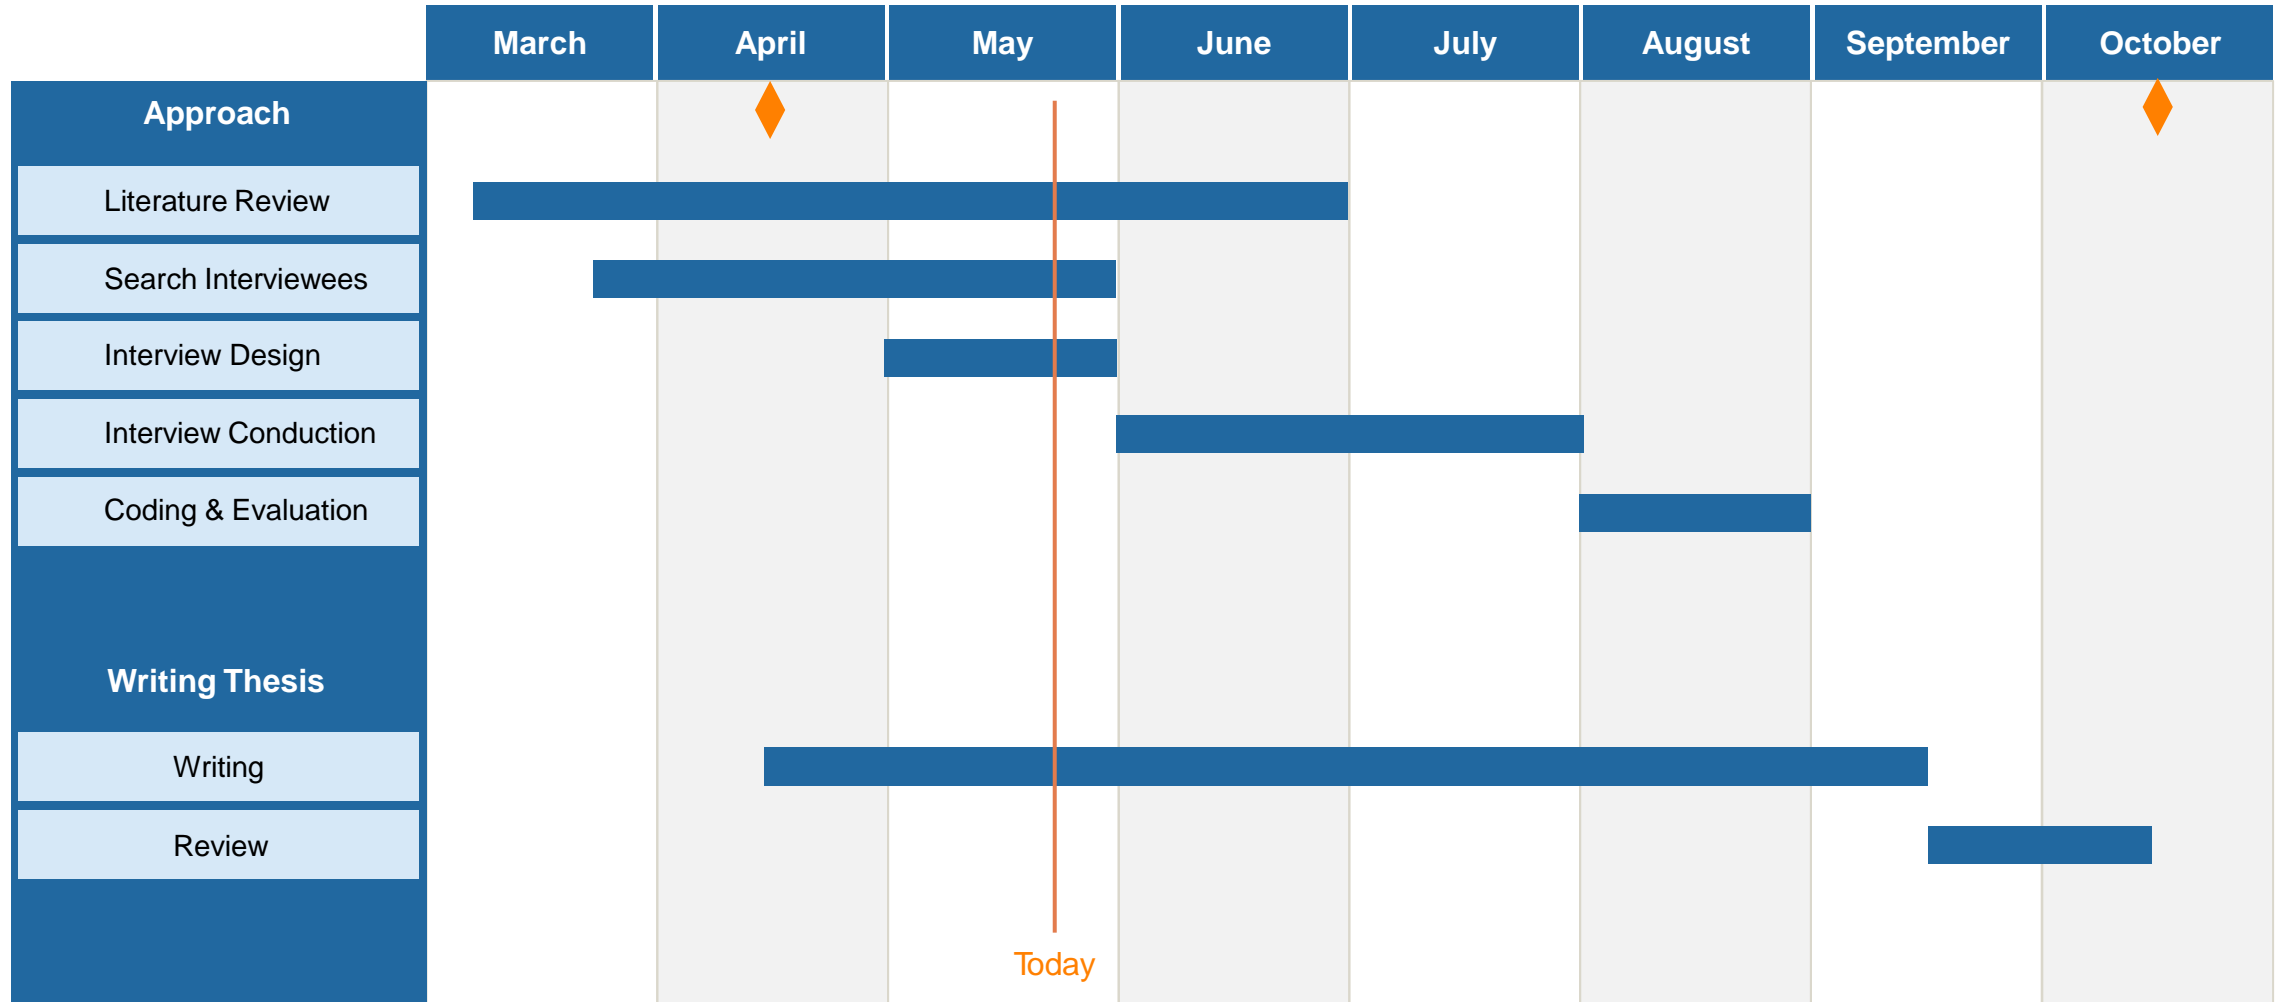 March April May June July August September October
Approach
Literature Review
Search Interviewees
Interview Design
Interview Conduction
Coding & Evaluation
Writing Thesis
Writing
Review
Today